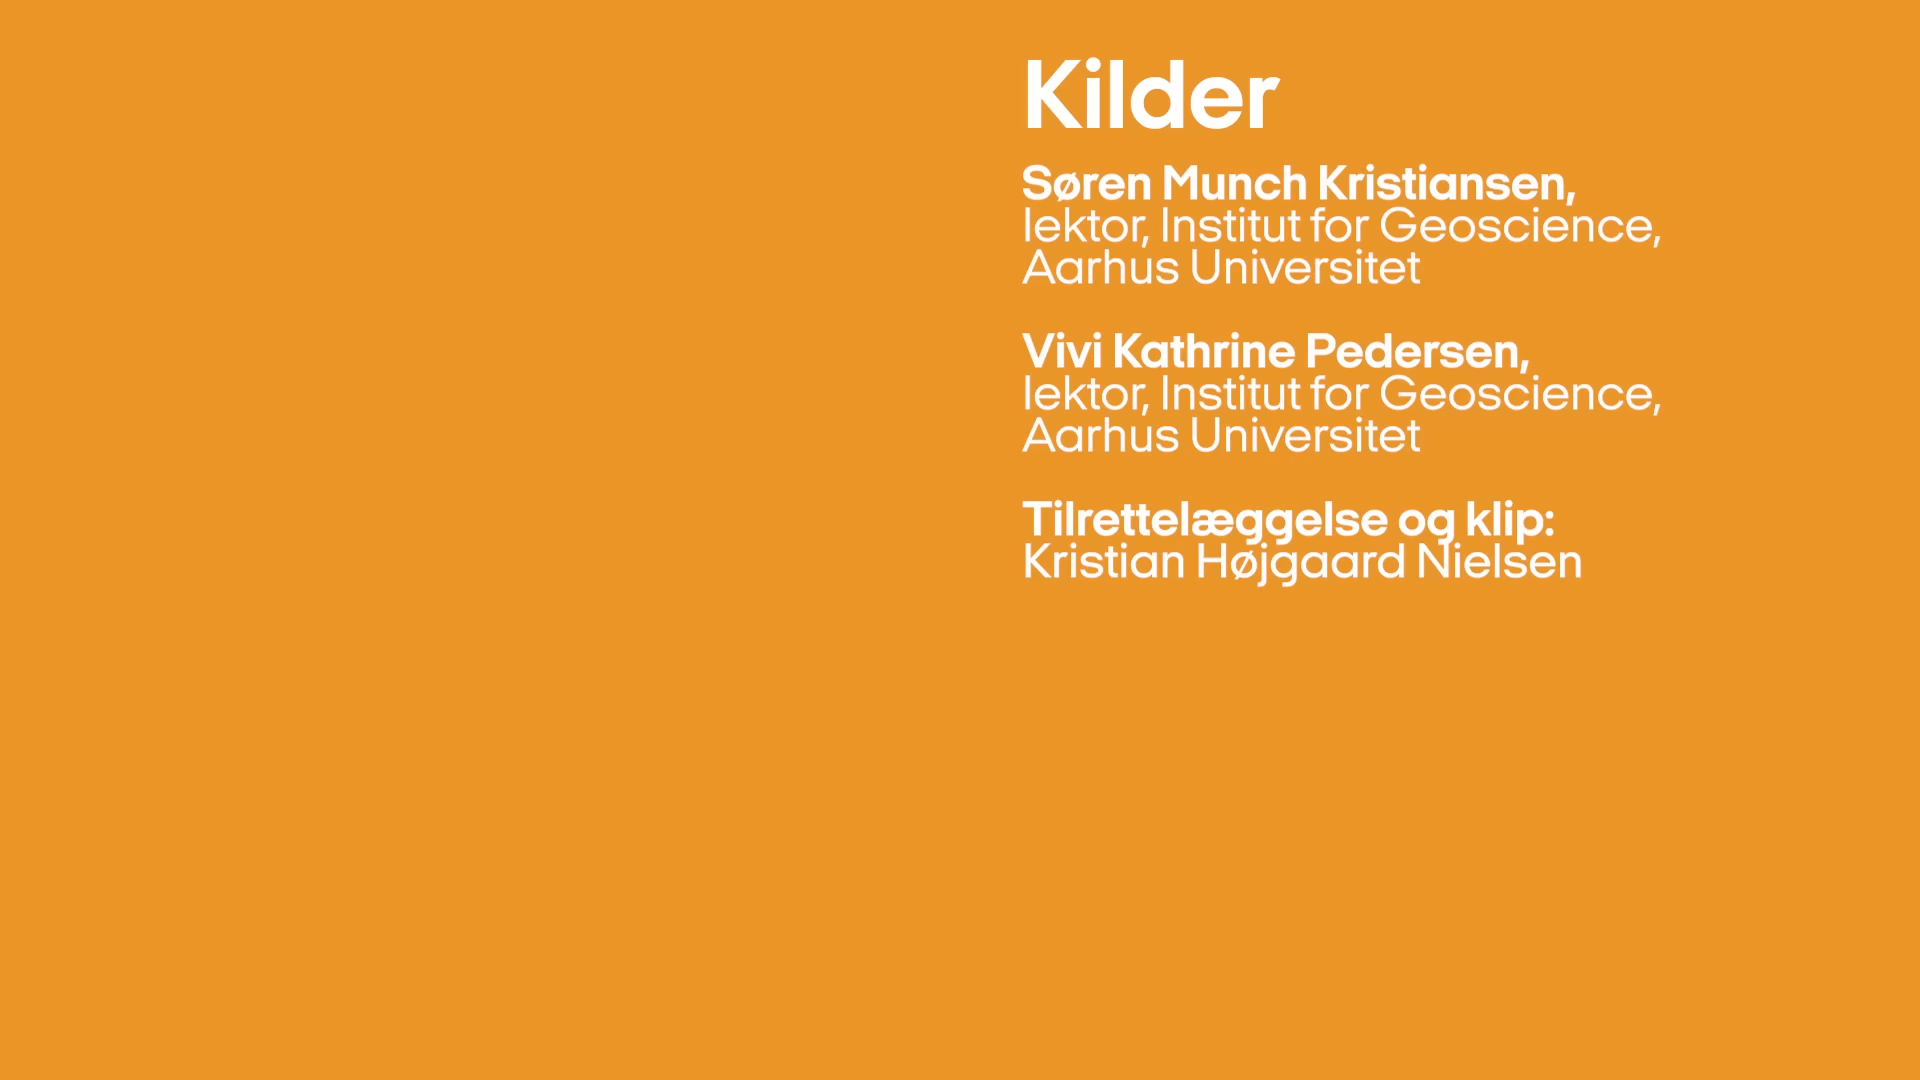 Kilder
Søren Munch Kristiansen,
lektor, Institut for Geoscience,
Aarhus Universitet
Vivi Kathrine Pedersen,
lektor, Institut for Geoscience,
Aarhus Universitet
Tilrettelæggelse og klip:
Kristian Højgaard Nielsen